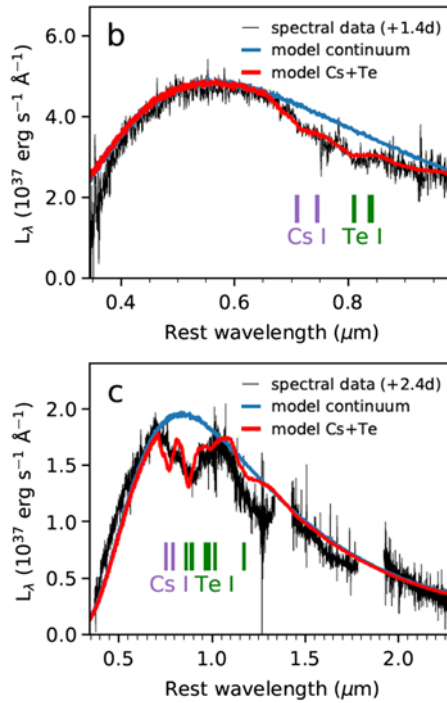 b
spectral data (+1.4d)
model continuum
model Cs+Te
6.0
4.0
2.0
0.0
L_λ (10^37 erg s^−1 Å^−1)
Cs I
Te I
0.4 0.6 0.8
Rest wavelength (μm)
c
spectral data (+2.4d)
model continuum
model Cs+Te
2.0
1.5
1.0
0.5
0.0
L_λ (10^37 erg s^−1 Å^−1)
Cs I
Te I
0.5 1.0 1.5 2.0
Rest wavelength (μm)